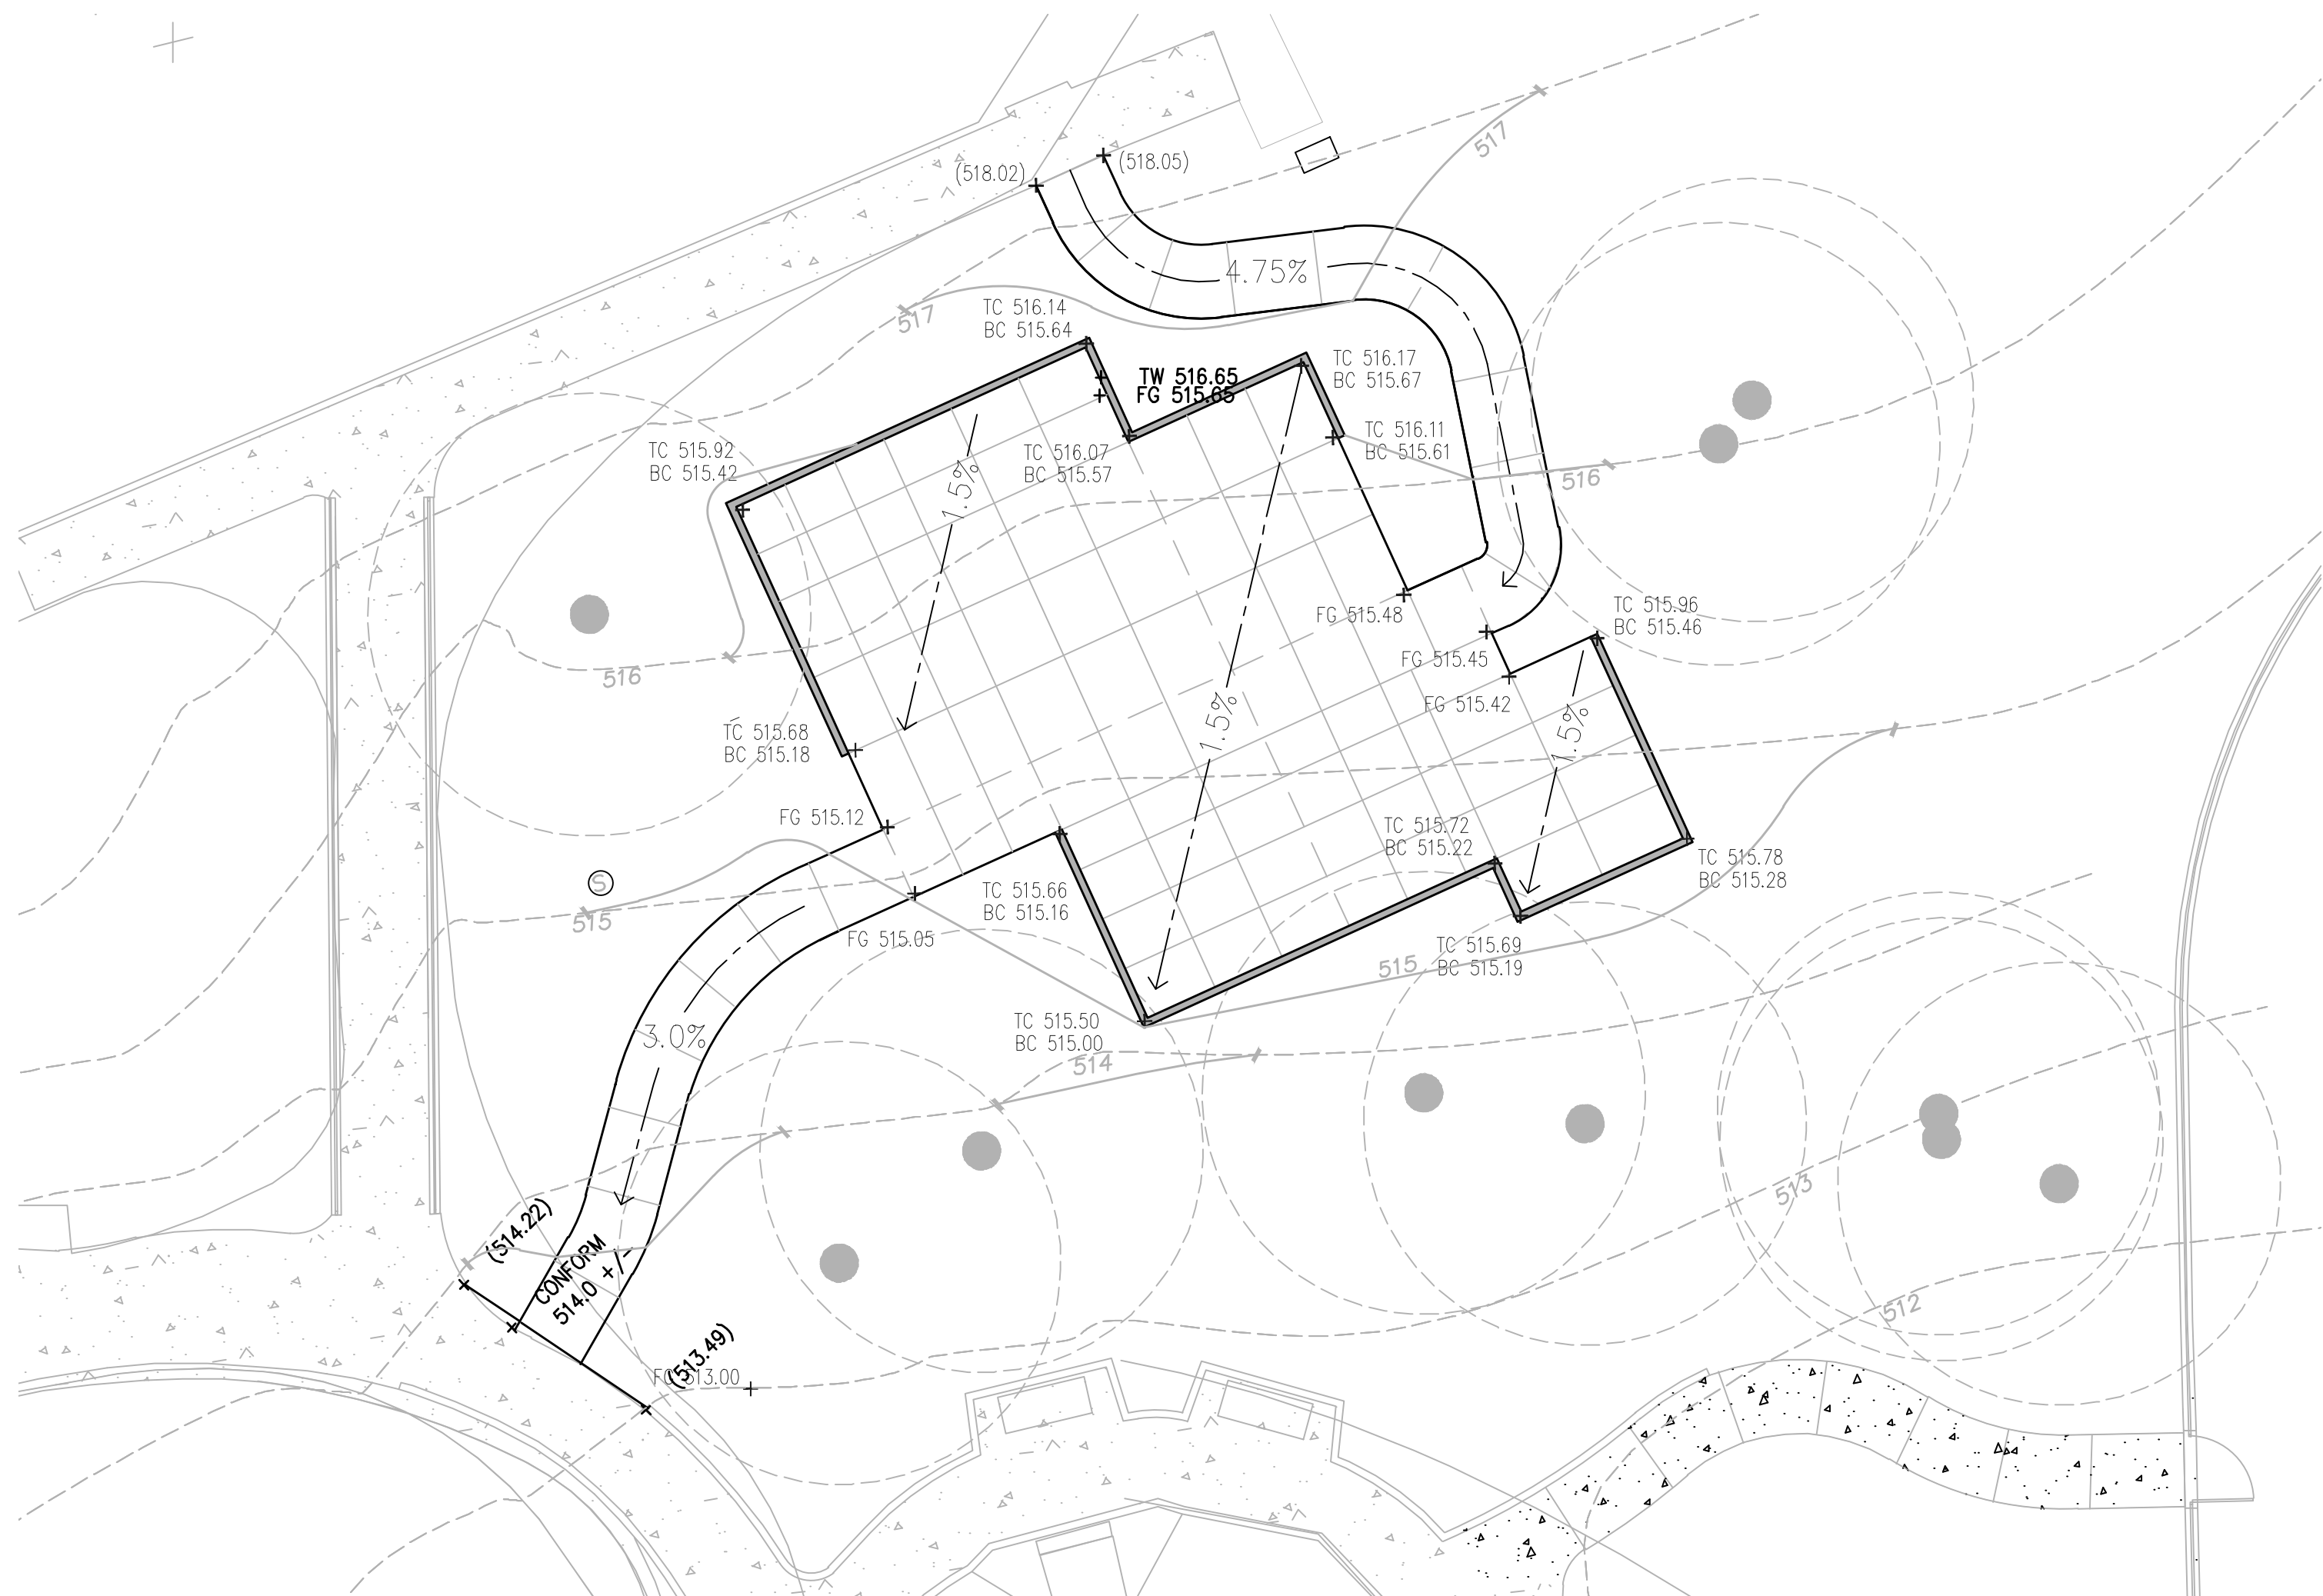 517
(518.02)
(518.05)
4.75%
517
TC 516.14
BC 515.64
TW 516.65
FG 515.65
TC 516.17
BC 515.67
TC 515.92
BC 515.42
TC 516.07
BC 515.57
TC 516.11
BC 515.61
1.5%
516
TC 515.96
BC 515.46
FG 515.48
516
FG 515.45
FG 515.42
TC 515.68
BC 515.18
1.5%
1.5%
FG 515.12
TC 515.72
BC 515.22
TC 515.78
BC 515.28
S
515
TC 515.66
BC 515.16
FG 515.05
TC 515.69
BC 515.19
515
3.0%
TC 515.50
BC 515.00
514
(514.22)
CONFORM
514.0 +/-
513
512
(513.49)
FG 513.00